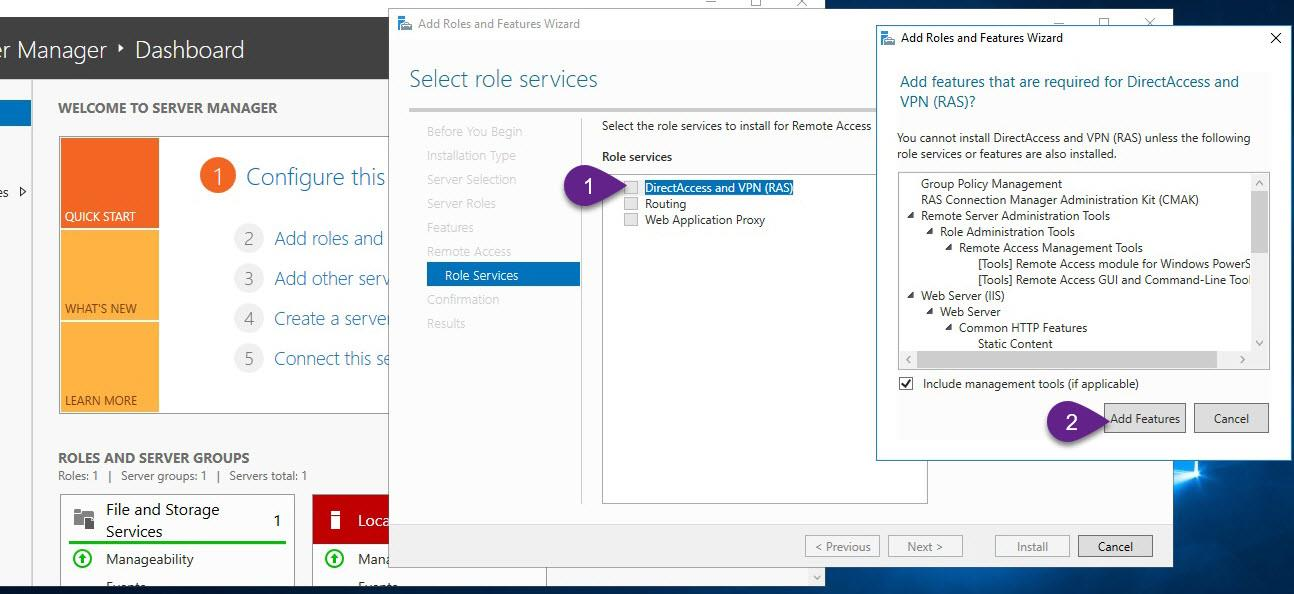 er Manager ‣ Dashboard
es
WELCOME TO SERVER MANAGER
QUICK START
WHAT'S NEW
LEARN MORE
1 Configure this
2 Add roles and
3 Add other serv
4 Create a server
5 Connect this se
ROLES AND SERVER GROUPS
Roles: 1 | Server groups: 1 | Servers total: 1
File and Storage
Services 1
Manageability
Events
Loca
Mana
Events
Add Roles and Features Wizard
Select role services
Before You Begin
Installation Type
Server Selection
Server Roles
Features
Remote Access
Role Services
Confirmation
Results
Select the role services to install for Remote Access
Role services
1
DirectAccess and VPN (RAS)
Routing
Web Application Proxy
< Previous
Next >
Install
Cancel
Add Roles and Features Wizard
Add features that are required for DirectAccess and
VPN (RAS)?
You cannot install DirectAccess and VPN (RAS) unless the following
role services or features are also installed.
Group Policy Management
RAS Connection Manager Administration Kit (CMAK)
Remote Server Administration Tools
Role Administration Tools
Remote Access Management Tools
[Tools] Remote Access module for Windows PowerS
[Tools] Remote Access GUI and Command-Line Tool
Web Server (IIS)
Web Server
Common HTTP Features
Static Content
Include management tools (if applicable)
2
Add Features
Cancel